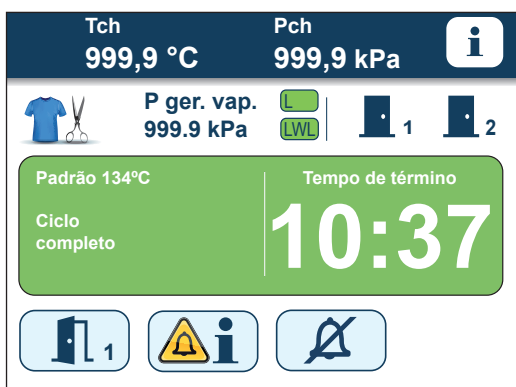 Tch Pch
999,9 °C 999,9 kPa i
P ger. vap. L
999.9 kPa LWL 1 2
Padrão 134ºC Tempo de término
Ciclo 10:37
completo
1 i